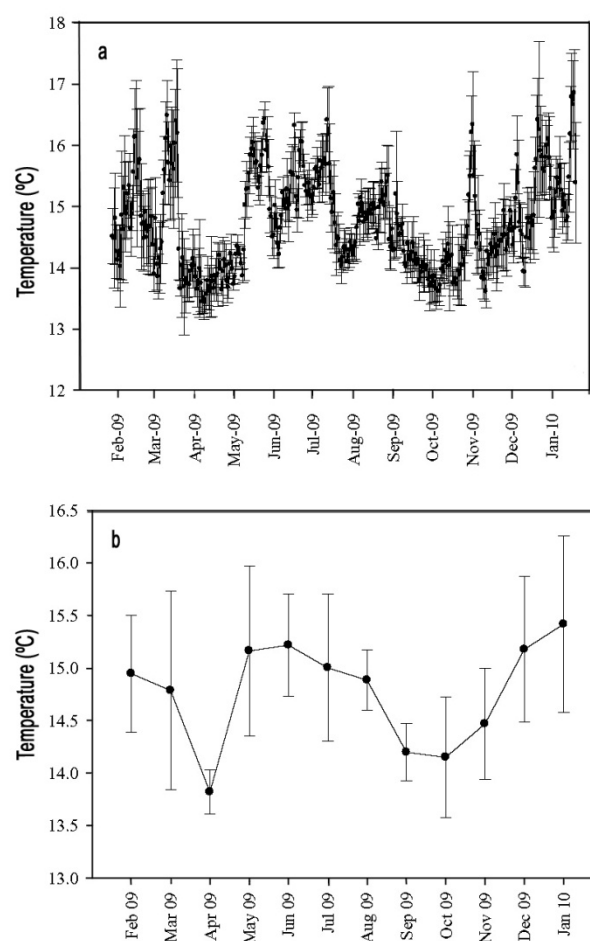 a
Temperature (ºC)
18
17
16
15
14
13
12
Feb-09
Mar-09
Apr-09
May-09
Jun-09
Jul-09
Aug-09
Sep-09
Oct-09
Nov-09
Dec-09
Jan-10
b
Temperature (ºC)
16.5
16.0
15.5
15.0
14.5
14.0
13.5
13.0
Feb 09
Mar 09
Apr 09
May 09
Jun 09
Jul 09
Aug 09
Sep 09
Oct 09
Nov 09
Dec 09
Jan 10